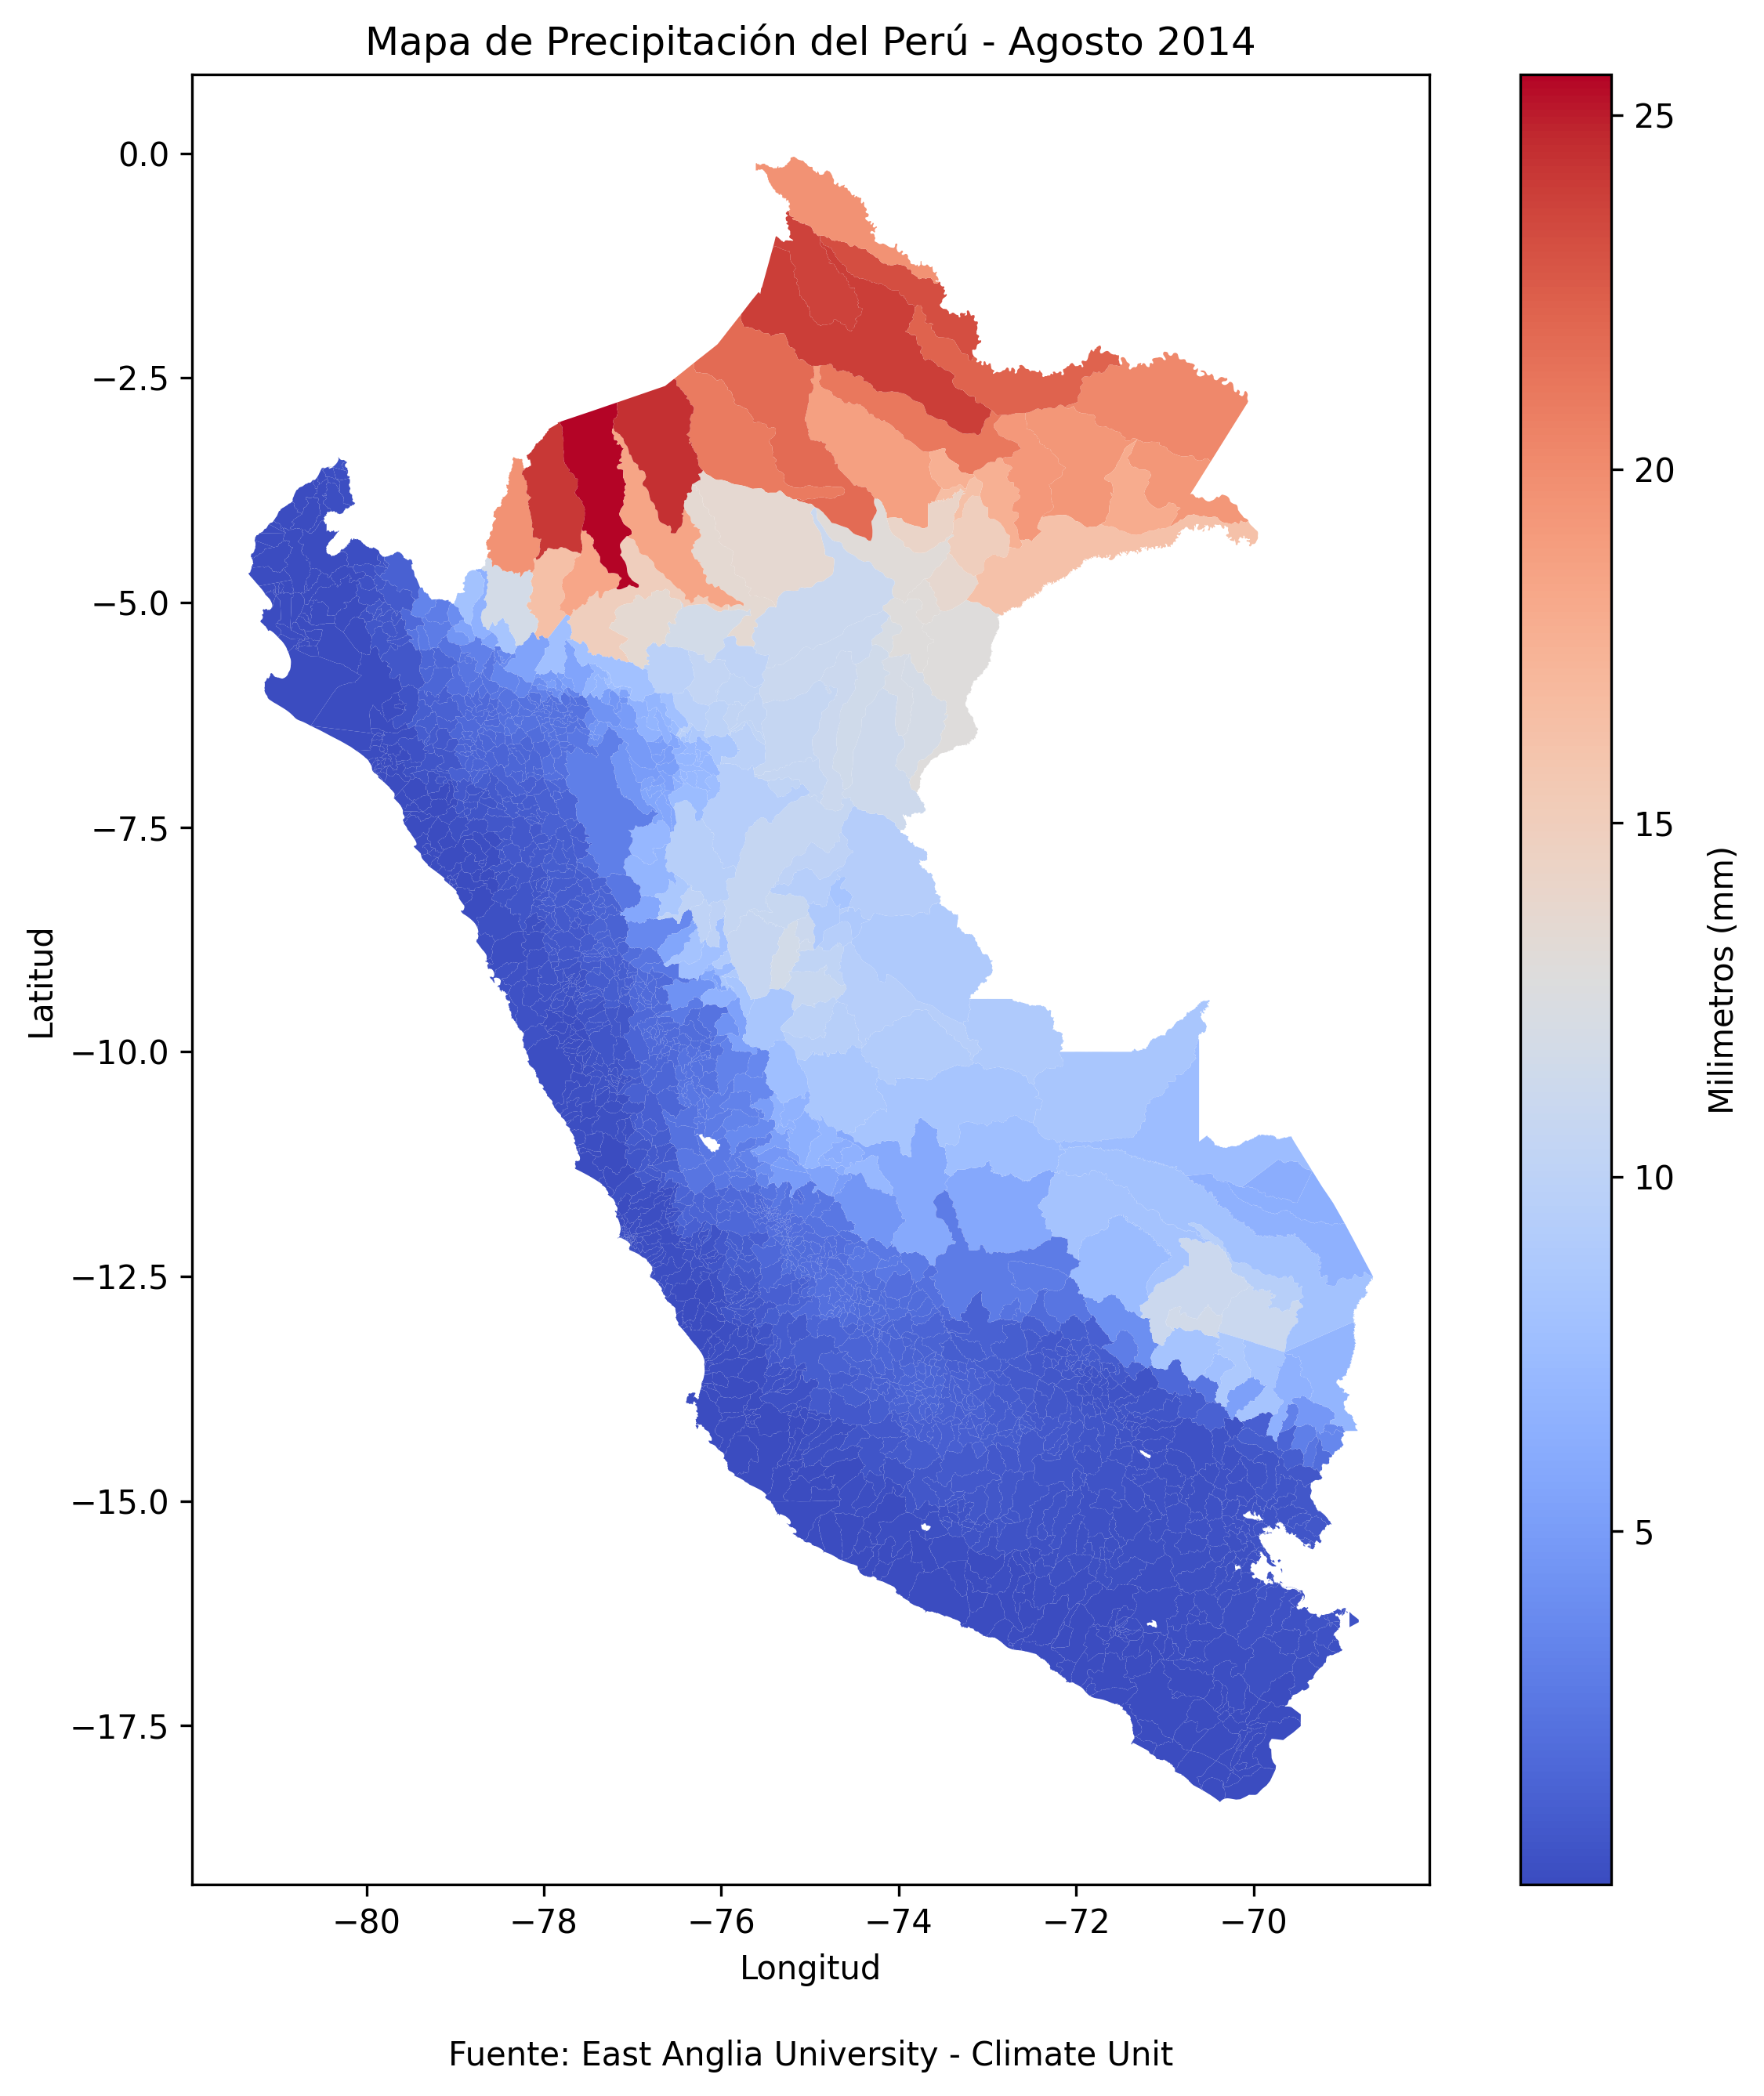 Mapa de Precipitación del Perú - Agosto 2014
0.0
−2.5
−5.0
−7.5
−10.0
−12.5
−15.0
−17.5
Latitud
−80 −78 −76 −74 −72 −70
Longitud
25
20
15
10
5
Milimetros (mm)
Fuente: East Anglia University - Climate Unit